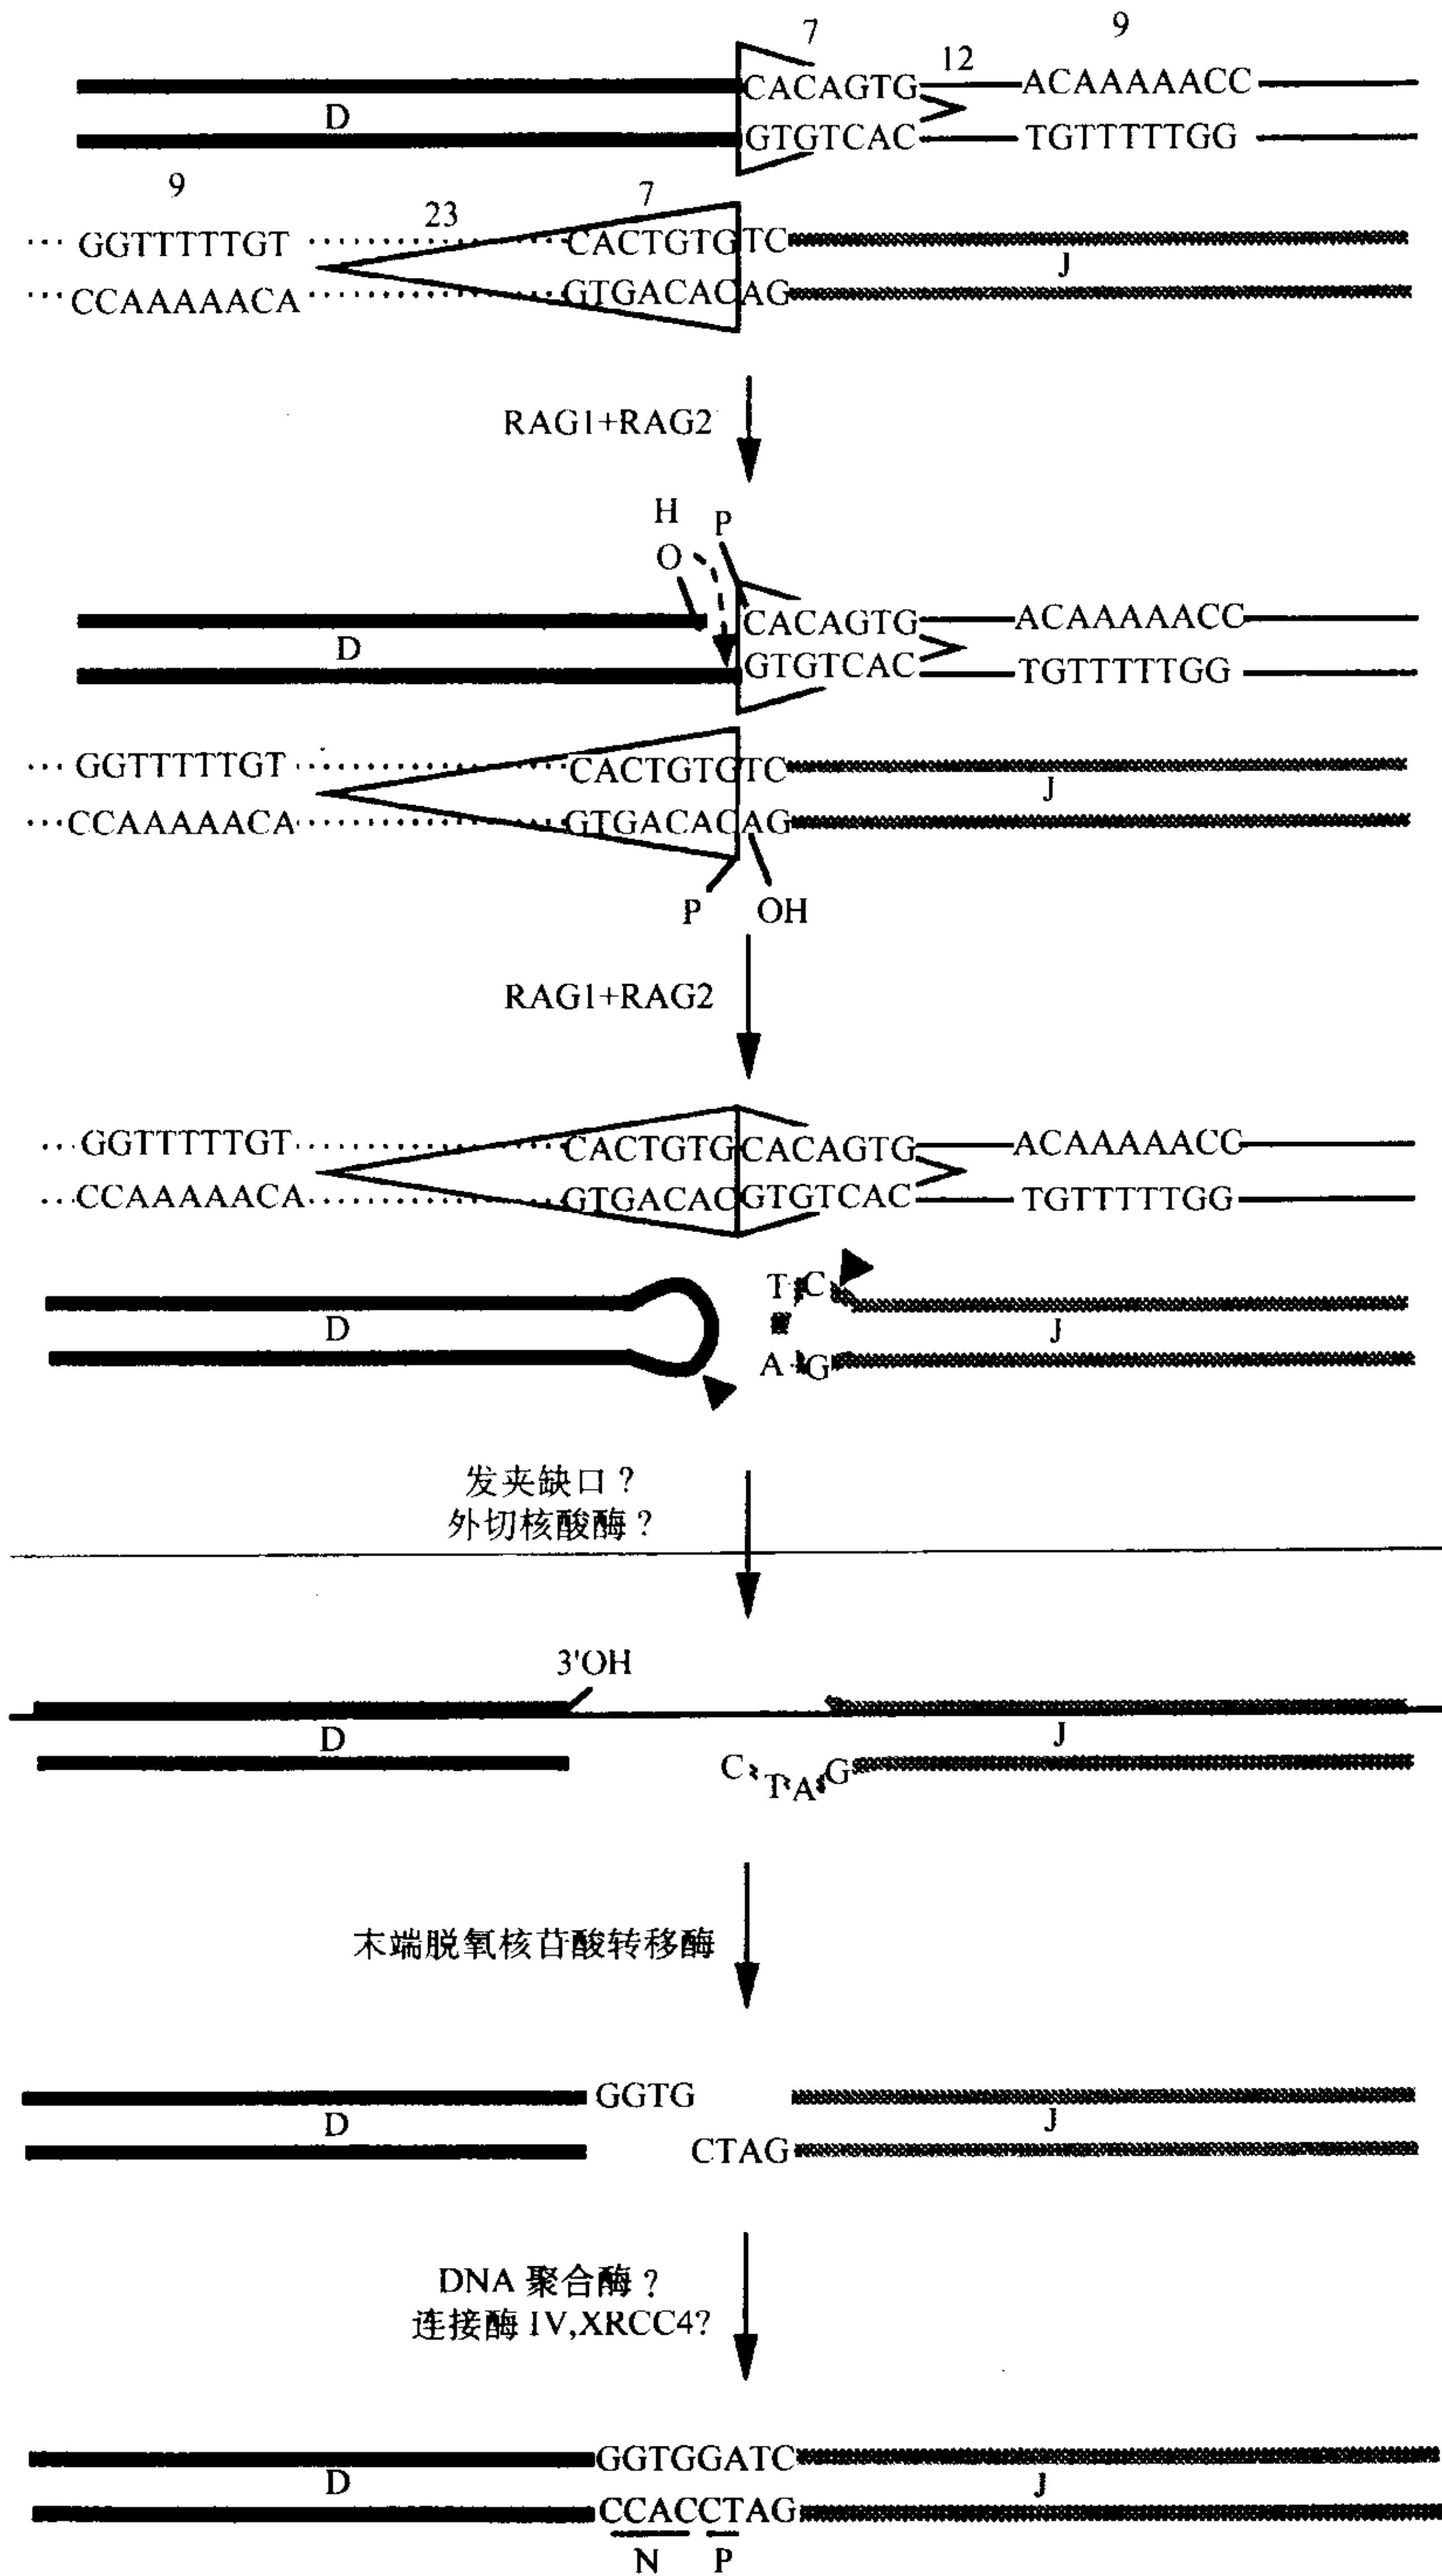 7 12 9
CACAGTG ACAAAAACC
D
GTGTCAC TGTTTTTGG
9 23 7
··· GGTTTTTGT CACTGTGTC
J
···CCAAAAACA GTGACACAG
RAG1+RAG2
H P
O
CACAGTG ACAAAAACC
D
GTGTCAC TGTTTTTGG
··· GGTTTTTGT CACTGTGTC
J
···CCAAAAACA GTGACACAG
P OH
RAG1+RAG2
···GGTTTTTGT CACTGTGCACAGTG ACAAAAACC
···CCAAAAACA GTGACACGTGTCAC TGTTTTTGG
T C
D J
A G
发夹缺口?
外切核酸酶?
3'OH
D J
C T A G
末端脱氧核苷酸转移酶
GGTG
D J
CTAG
DNA 聚合酶?
连接酶 IV,XRCC4?
GGTGGATC
D J
CCACCTAG
N P